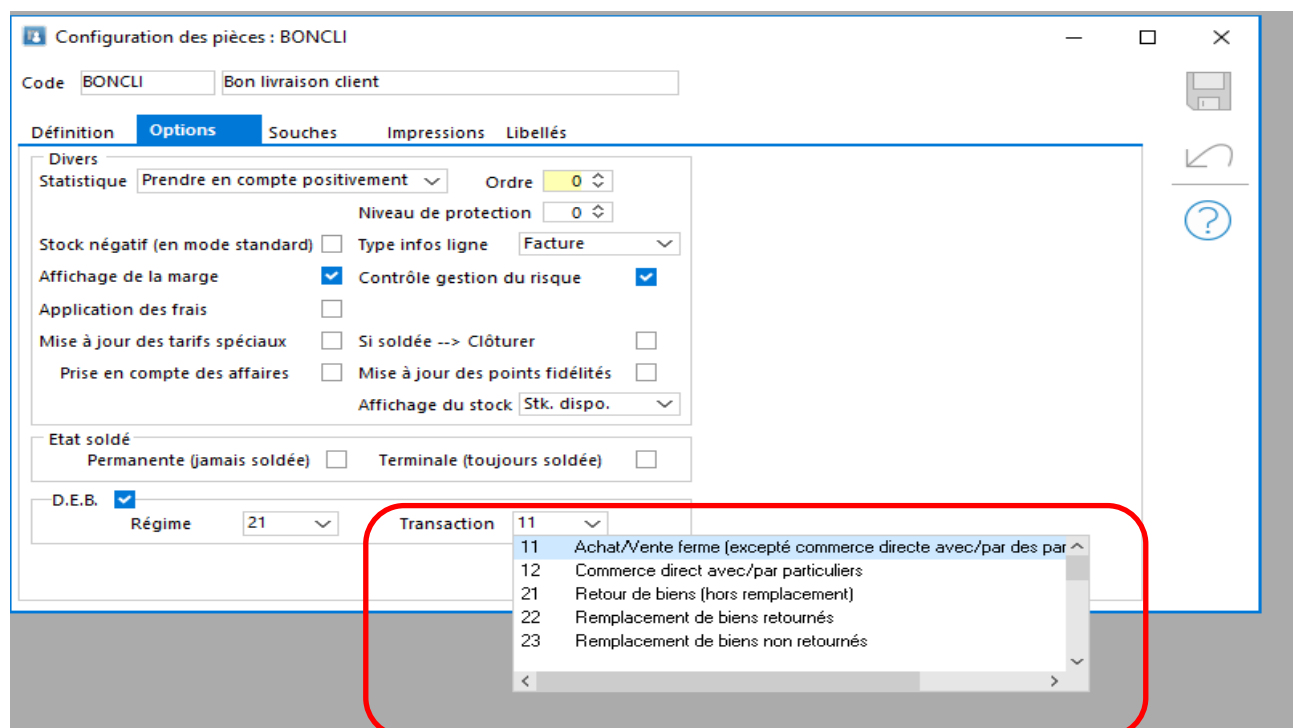 Configuration des pièces : BONCLI
Code BONCLI Bon livraison client
Définition Options Souches Impressions Libellés
Divers
Statistique Prendre en compte positivement Ordre 0
Niveau de protection 0
Stock négatif (en mode standard) Type infos ligne Facture
Affichage de la marge Contrôle gestion du risque
Application des frais
Mise à jour des tarifs spéciaux Si soldée --> Clôturer
Prise en compte des affaires Mise à jour des points fidélités
Affichage du stock Stk. dispo.
Etat soldé
Permanente (jamais soldée) Terminale (toujours soldée)
D.E.B.
Régime 21 Transaction 11
11 Achat/Vente ferme (excepté commerce directe avec/par des par
12 Commerce direct avec/par particuliers
21 Retour de biens (hors remplacement)
22 Remplacement de biens retournés
23 Remplacement de biens non retournés